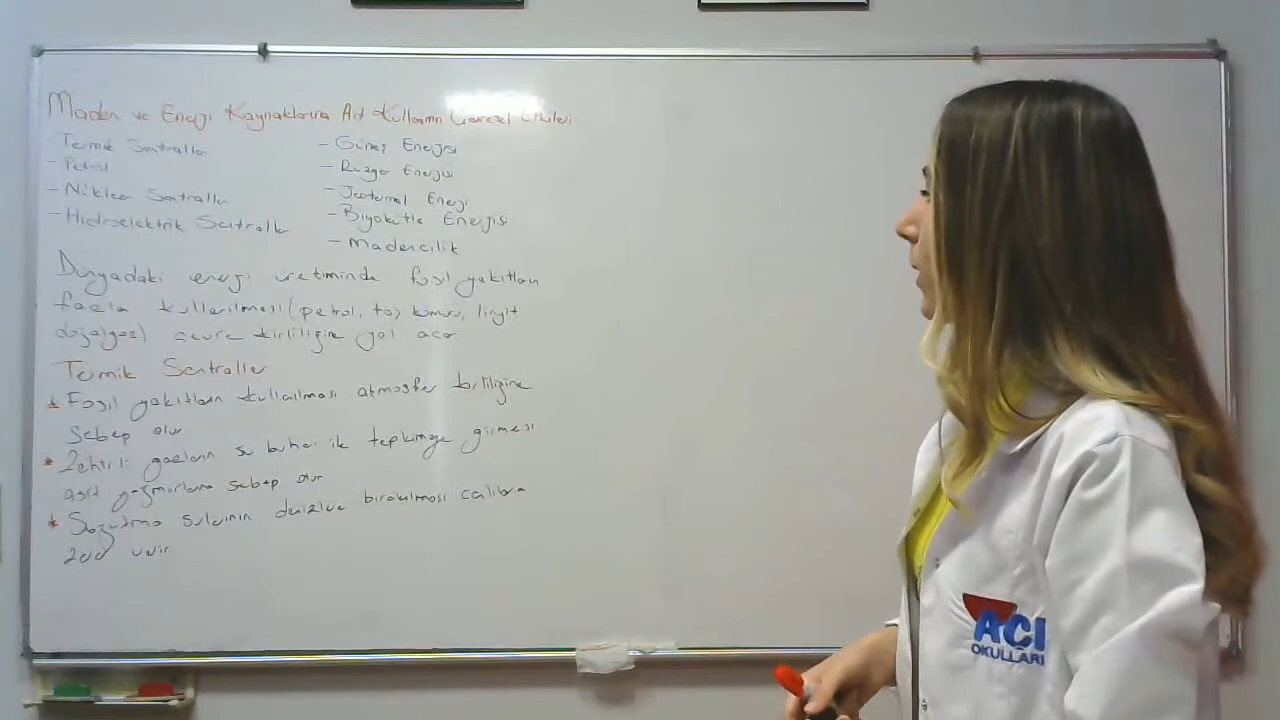 Maden ve Enerji Kaynaklarına Ait Kullanımın Çevresel Etkileri
Termik Santraller
- Petrol
- Nükleer Santraller
- Hidroelektrik Santraller
- Güneş Enerjisi
- Rüzgar Enerjisi
- Jeotermal Enerji
- Biyokütle Enerjisi
- Madencilik
Dünyadaki enerji üretiminde fosil yakıtların
fazla kullanılması (petrol, taş kömürü, linyit
doğalgaz) çevre kirliliğine yol açar
Termik Santraller
* Fosil yakıtların kullanılması atmosfer kirliliğine
sebep olur
* Zehirli gazların su buharı ile tepkimeye girmesi
asit yağmurlarına sebep olur
* Soğutma sularının denizlere bırakılması canlılara
zarar verir.
ACI
OKULLARI